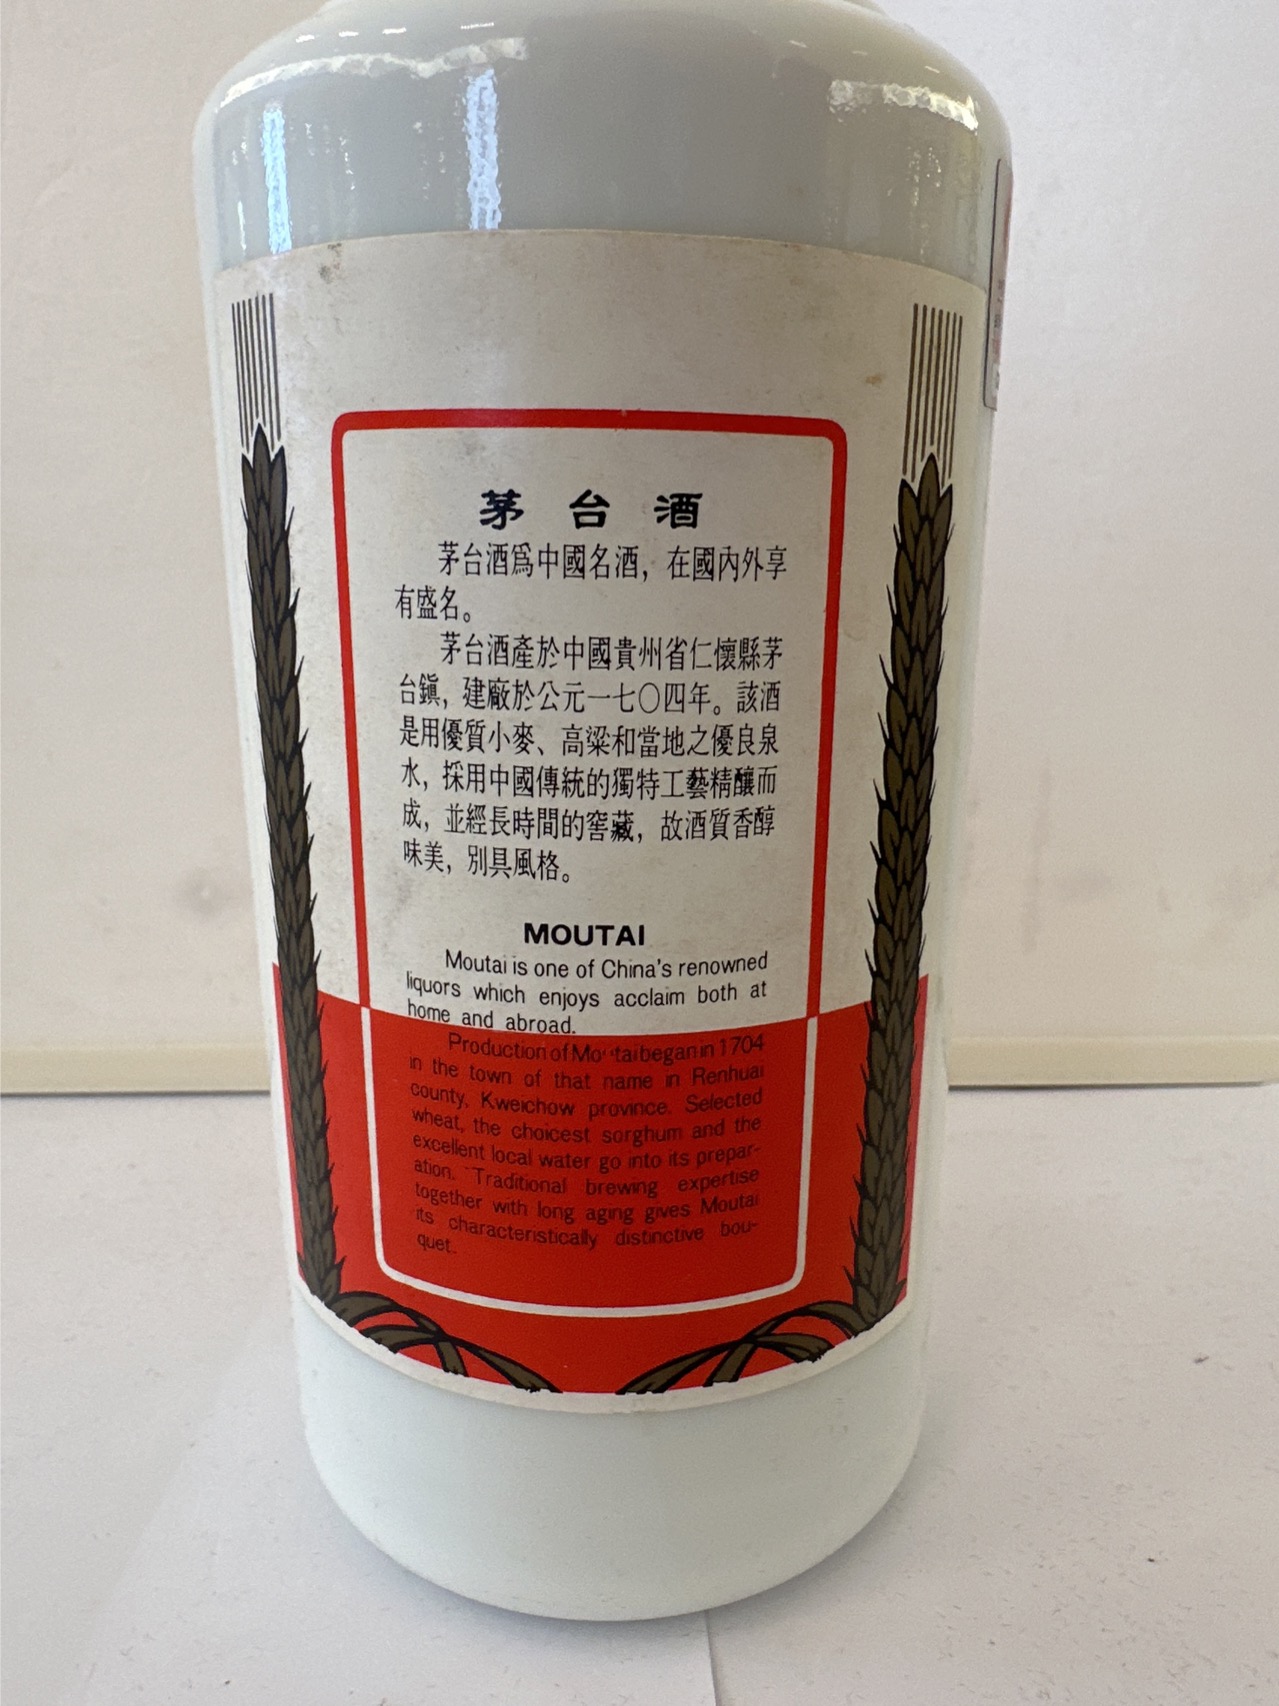 茅台酒
茅台酒爲中國名酒，在國內外享
有盛名。
茅台酒產於中國貴州省仁懷縣茅
台鎮，建廠於公元一七〇四年。該酒
是用優質小麥、高粱和當地之優良泉
水，採用中國傳統的獨特工藝精釀而
成，並經長時間的窖藏，故酒質香醇
味美，別具風格。
MOUTAI
Moutai is one of China's renowned
liquors which enjoys acclaim both at
home and abroad.
Production of Moutai began in 1704
in the town of that name in Renhuai
county, Kweichow province. Selected
wheat, the choicest sorghum and the
excellent local water go into its prepar-
ation. Traditional brewing expertise
together with long aging gives Moutai
its characteristically distinctive bou-
quet.